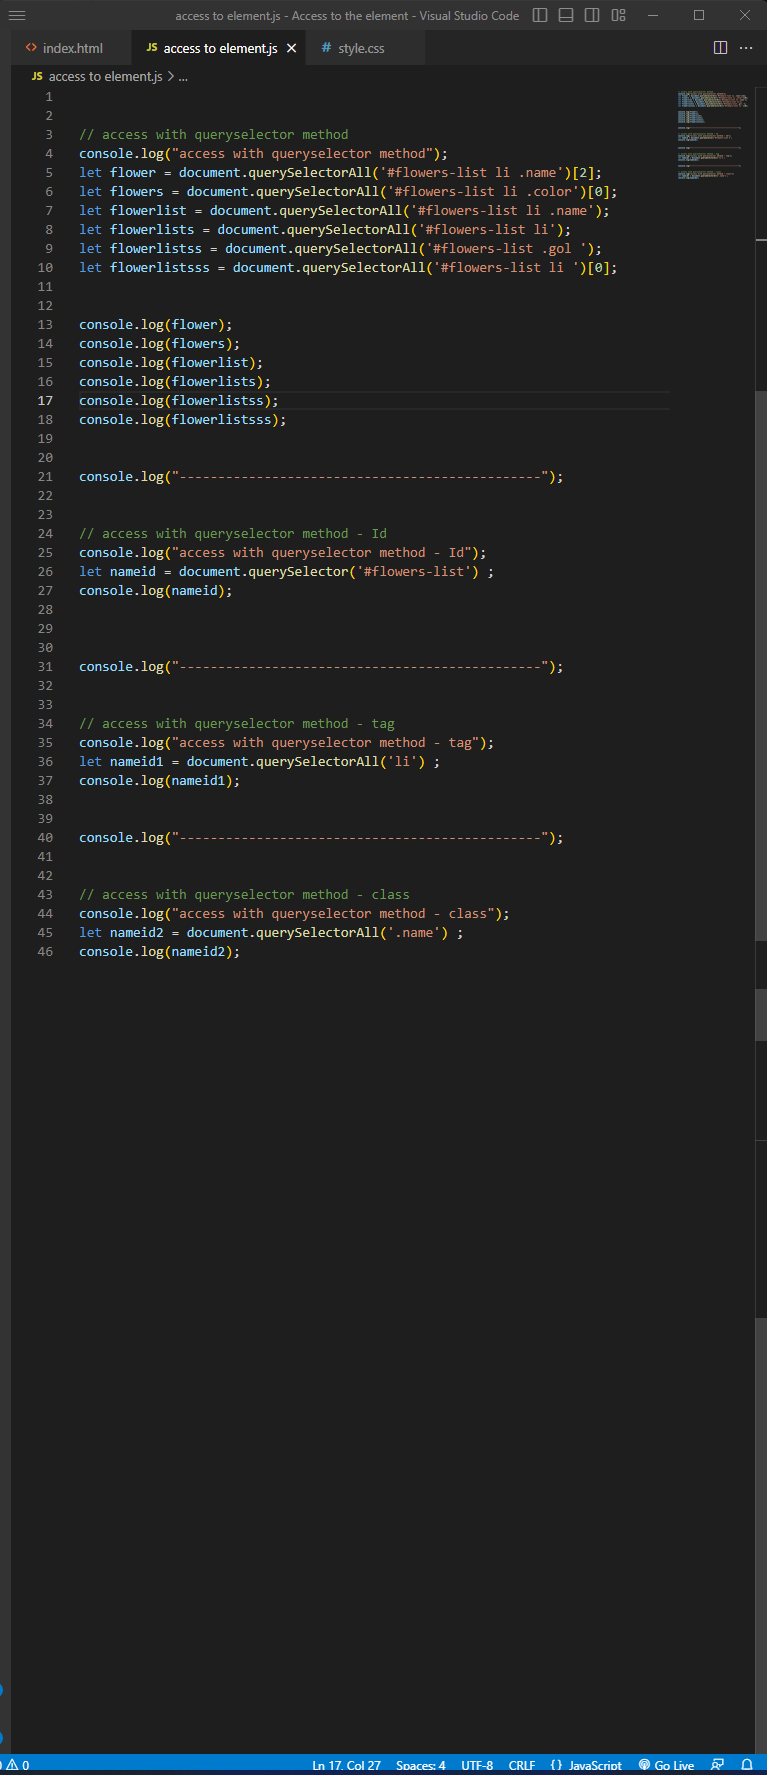 access to element.js - Access to the element - Visual Studio Code
<> index.html
JS access to element.js ×
# style.css
JS access to element.js > ...
1
2
3 // access with queryselector method
4 console.log("access with queryselector method");
5 let flower = document.querySelectorAll('#flowers-list li .name')[2];
6 let flowers = document.querySelectorAll('#flowers-list li .color')[0];
7 let flowerlist = document.querySelectorAll('#flowers-list li .name');
8 let flowerlists = document.querySelectorAll('#flowers-list li');
9 let flowerlistss = document.querySelectorAll('#flowers-list .gol ');
10 let flowerlistsss = document.querySelectorAll('#flowers-list li ')[0];
11
12
13 console.log(flower);
14 console.log(flowers);
15 console.log(flowerlist);
16 console.log(flowerlists);
17 console.log(flowerlistss);
18 console.log(flowerlistsss);
19
20
21 console.log("-----------------------------------------------");
22
23
24 // access with queryselector method - Id
25 console.log("access with queryselector method - Id");
26 let nameid = document.querySelector('#flowers-list') ;
27 console.log(nameid);
28
29
30
31 console.log("-----------------------------------------------");
32
33
34 // access with queryselector method - tag
35 console.log("access with queryselector method - tag");
36 let nameid1 = document.querySelectorAll('li') ;
37 console.log(nameid1);
38
39
40 console.log("-----------------------------------------------");
41
42
43 // access with queryselector method - class
44 console.log("access with queryselector method - class");
45 let nameid2 = document.querySelectorAll('.name') ;
46 console.log(nameid2);
0 Ln 17, Col 27 Spaces: 4 UTF-8 CRLF {} JavaScript Go Live